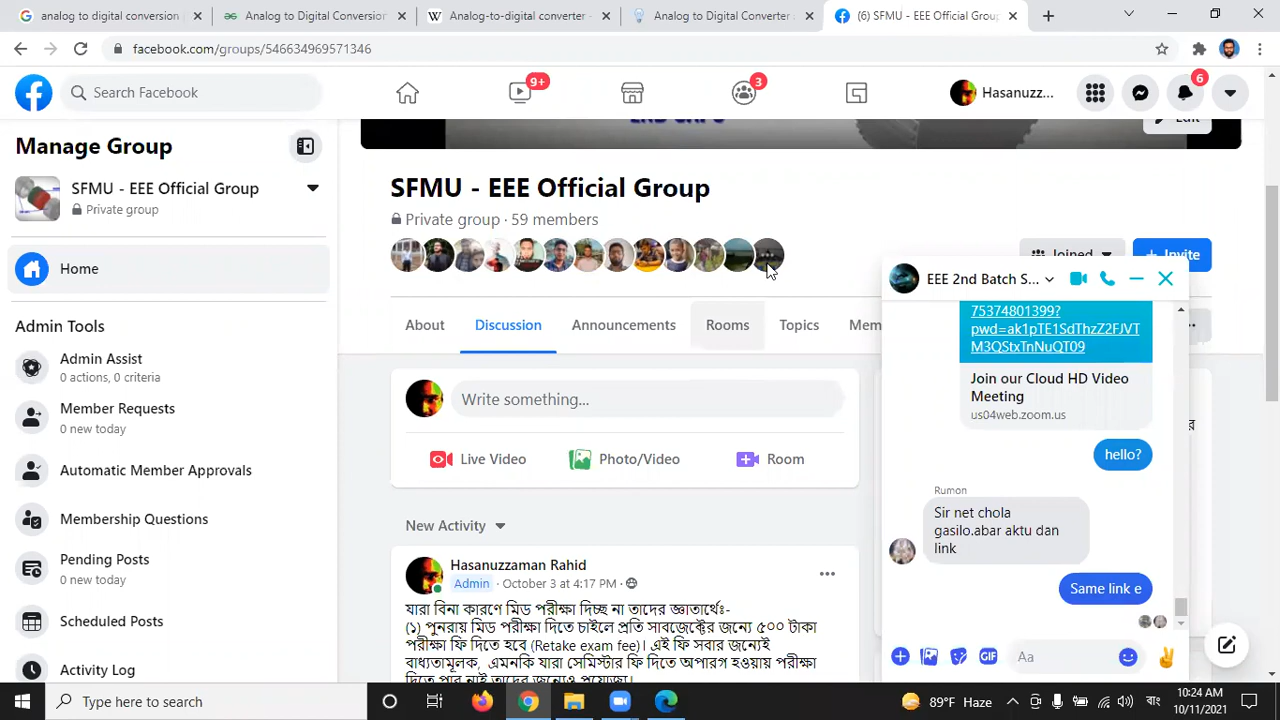 analog to digital conversion
Analog to Digital Conversion
Analog-to-digital converter -
Analog to Digital Converter
(6) SFMU - EEE Official Group
facebook.com/groups/546634969571346
Search Facebook
9+
3
Hasanuzz...
6
Manage Group
SFMU - EEE Official Group
Private group
Home
Admin Tools
Admin Assist
0 actions, 0 criteria
Member Requests
0 new today
Automatic Member Approvals
Membership Questions
Pending Posts
0 new today
Scheduled Posts
Activity Log
Edit
SFMU - EEE Official Group
Private group · 59 members
Joined
+ Invite
About
Discussion
Announcements
Rooms
Topics
Mem
Write something...
Live Video
Photo/Video
Room
New Activity
Hasanuzzaman Rahid
Admin · October 3 at 4:17 PM ·
যারা বিনা কারণে মিড পরীক্ষা দিচ্ছ না তাদের জ্ঞাতার্থেঃ-
(১) পুনরায় মিড পরীক্ষা দিতে চাইলে প্রতি সাবজেক্টের জন্যে ৫০০ টাকা
পরীক্ষা ফি দিতে হবে (Retake exam fee)। এই ফি সবার জন্যেই
বাধ্যতামূলক, এমনকি যারা সেমিস্টার ফি দিতে অপারগ হওয়ায় পরীক্ষা
দিতে পার নাই তাদের জন্যেও প্রযোজ্য।
EEE 2nd Batch S...
75374801399?
pwd=ak1pTE1SdThzZ2FJVT
M3QStxTnNuQT09
Join our Cloud HD Video
Meeting
us04web.zoom.us
hello?
Rumon
Sir net chola
gasilo.abar aktu dan
link
Same link e
GIF
Aa
Type here to search
89°F Haze
বাং
10:24 AM
10/11/2021